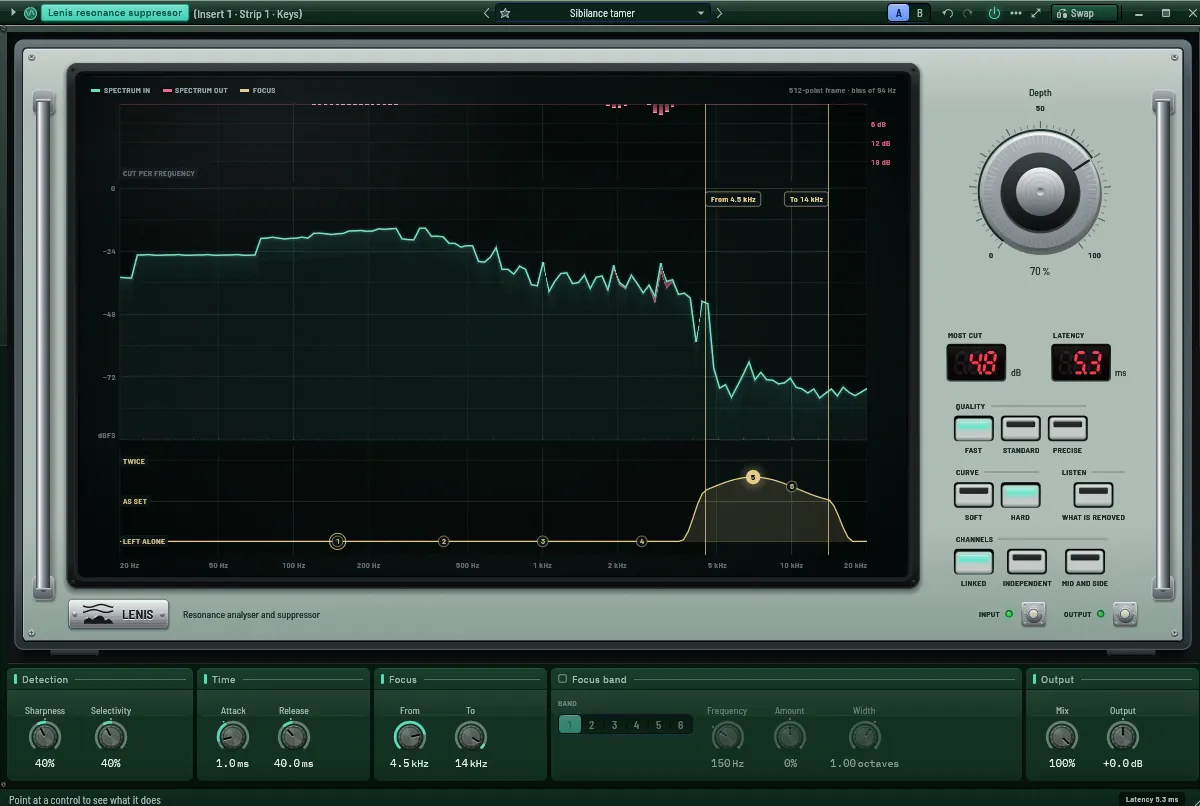 Lenis resonance suppressor (Insert 1 · Strip 1 · Keys) Sibilance tamer A B Swap
SPECTRUM IN SPECTRUM OUT FOCUS 512-point frame · bins of 94 Hz
6 dB
12 dB
18 dB
CUT PER FREQUENCY
0
From 4.5 kHz To 14 kHz
-24
-48
-72
dBFS
TWICE
AS SET
LEFT ALONE
1 2 3 4 5 6
20 Hz 50 Hz 100 Hz 200 Hz 500 Hz 1 kHz 2 kHz 5 kHz 10 kHz 20 kHz
Depth
50
0 100
70 %
MOST CUT LATENCY
4.8 dB 5.3 ms
QUALITY
FAST STANDARD PRECISE
CURVE LISTEN
SOFT HARD WHAT IS REMOVED
CHANNELS
LINKED INDEPENDENT MID AND SIDE
INPUT OUTPUT
LENIS Resonance analyser and suppressor
Detection Time Focus Focus band Output
Sharpness Selectivity Attack Release From To BAND Frequency Amount Width Mix Output
1 2 3 4 5 6
40% 40% 1.0 ms 40.0 ms 4.5 kHz 14 kHz 150 Hz 0% 1.00 octaves 100% +0.0 dB
Point at a control to see what it does Latency 5.3 ms